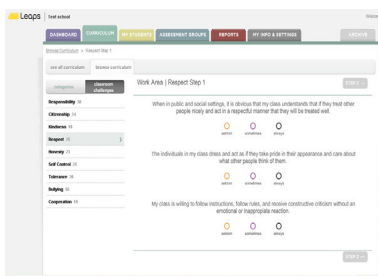 Leaps
test school
Welco
DASHBOARD
CURRICULUM
MY STUDENTS
ASSESSMENT GROUPS
REPORTS
MY INFO & SETTINGS
ARCHIVE
Browse Curriculum > Respect Step 1
see all curriculum
browse curriculum
categories
classroom challenges
Responsibility
Citizenship
Kindness
Respect
Honesty
Self Control
Tolerance
Bullying
Cooperation
Work Area | Respect Step 1
STEP 2
When in public and social settings, it is obvious that my class understands that if they treat other
people nicely and act in a respectful manner that they will be treated well.
seldom sometimes always
The individuals in my class dress and act as if they take pride in their appearance and care about
what other people think of them.
seldom sometimes always
My class is willing to follow instructions, follow rules, and receive constructive criticism without an
emotional or inappropiate reaction.
seldom sometimes always
STEP 2